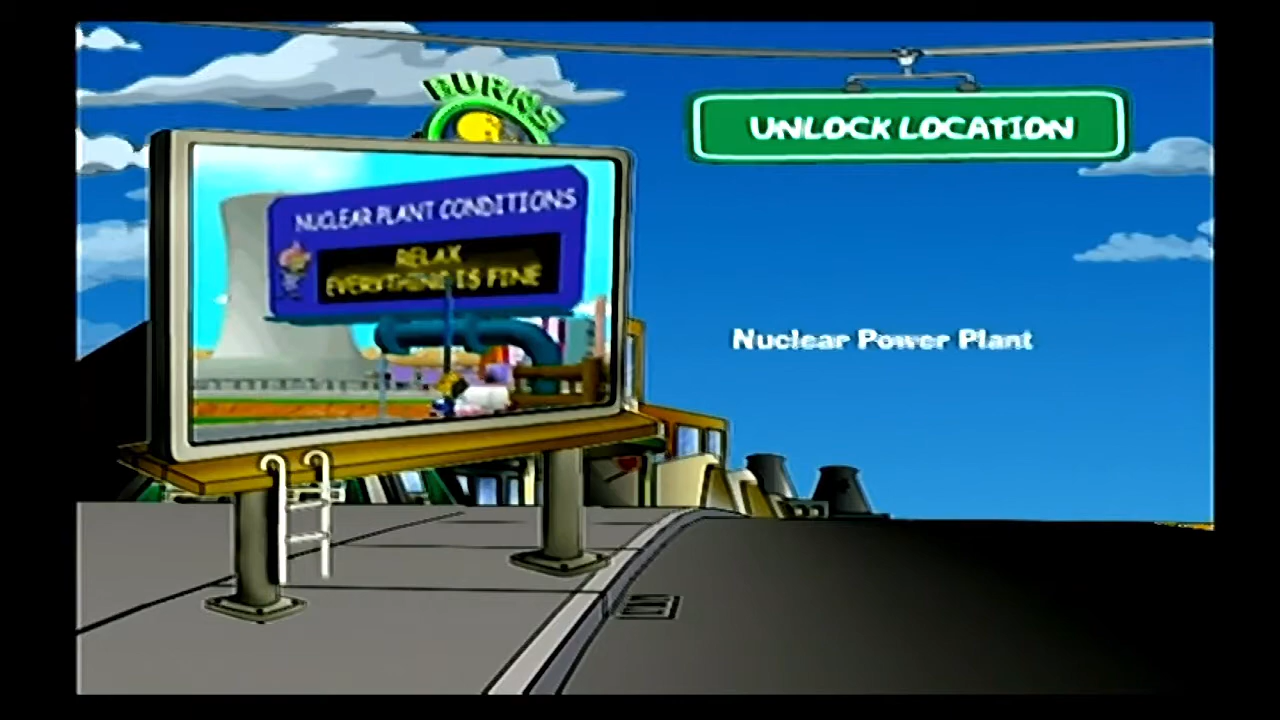 BURNS
UNLOCK LOCATION
NUCLEAR PLANT CONDITIONS
RELAX
EVERYTHING IS FINE
Nuclear Power Plant